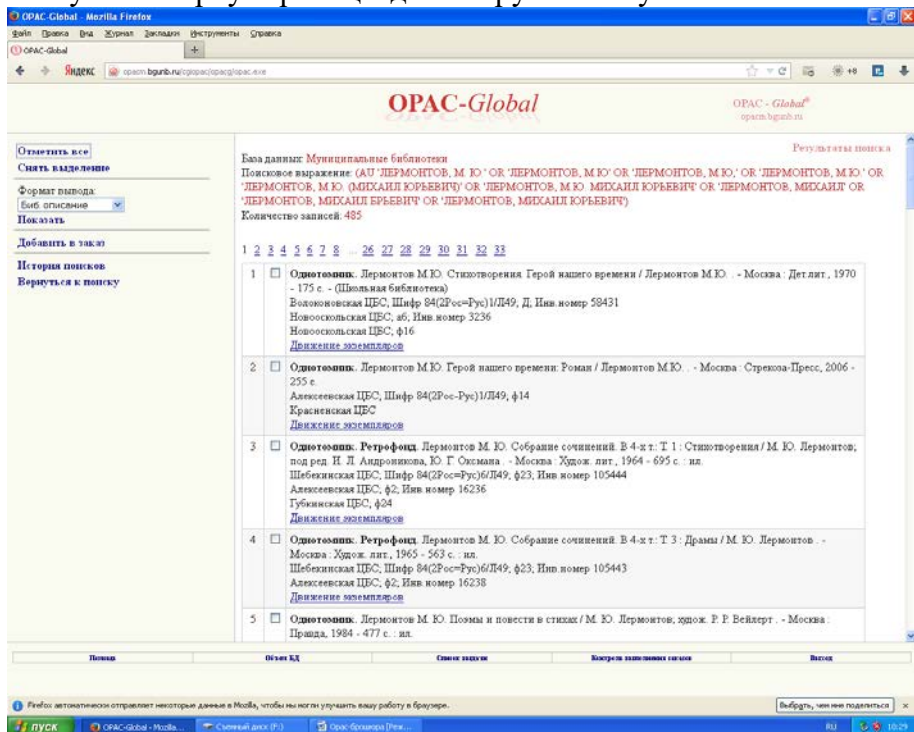 OPAC-Global - Mozilla Firefox
Файл Правка Вид Журнал Закладки Инструменты Справка
OPAC-Global +
Яндекс opacm.bgunb.ru/cgiopac/opacg/opac.exe +8
OPAC-Global
OPAC - Global®
opacm.bgunb.ru
Отметить все
Снять выделение
Формат вывода:
Биб. описание
Показать
Добавить в заказ
История поисков
Вернуться к поиску
Результаты поиска
База данных: Муниципальные библиотеки
Поисковое выражение: (AU 'ЛЕРМОНТОВ, М. Ю.' OR 'ЛЕРМОНТОВ, М.Ю' OR 'ЛЕРМОНТОВ, М.Ю,' OR 'ЛЕРМОНТОВ, М.Ю.' OR
'ЛЕРМОНТОВ, М.Ю. (МИХАИЛ ЮРЬЕВИЧ)' OR 'ЛЕРМОНТОВ, М.Ю. МИХАИЛ ЮРЬЕВИЧ' OR 'ЛЕРМОНТОВ, МИХАИЛ' OR
'ЛЕРМОНТОВ, МИХАИЛ ЕРЬЕВИЧ' OR 'ЛЕРМОНТОВ, МИХАИЛ ЮРЬЕВИЧ')
Количество записей: 485
1 2 3 4 5 6 7 8 ... 26 27 28 29 30 31 32 33
1 Однотомник. Лермонтов М.Ю. Стихотворения. Герой нашего времени / Лермонтов М.Ю. . - Москва : Дет.лит., 1970
- 175 с. - (Школьная библиотека)
Волоконовская ЦБС, Шифр 84(2Рос=Рус)1/Л49, Д; Инв.номер 58431
Новооскольская ЦБС, аб; Инв.номер 3236
Новооскольская ЦБС; ф16
Движение экземпляров
2 Однотомник. Лермонтов М.Ю. Герой нашего времени: Роман / Лермонтов М.Ю. . - Москва : Стрекоза-Пресс, 2006 -
255 с.
Алексеевская ЦБС, Шифр 84(2Рос-Рус)1/Л49; ф14
Красненская ЦБС
Движение экземпляров
3 Однотомник. Ретрофонд. Лермонтов М. Ю. Собрание сочинений. В 4-х т.: Т. 1 : Стихотворения / М. Ю. Лермонтов;
под ред. И. Л. Андроникова, Ю. Г. Оксмана . - Москва : Худож. лит., 1964 - 695 с. : ил.
Шебекинская ЦБС; Шифр 84(2Рос=Рус)6/Л49; ф23; Инв.номер 105444
Алексеевская ЦБС; ф2; Инв.номер 16236
Губкинская ЦБС, ф24
Движение экземпляров
4 Однотомник. Ретрофонд. Лермонтов М. Ю. Собрание сочинений. В 4-х т.: Т 3 : Драмы / М. Ю. Лермонтов . -
Москва : Худож. лит., 1965 - 563 с. : ил.
Шебекинская ЦБС; Шифр 84(2Рос=Рус)6/Л49; ф23; Инв.номер 105443
Алексеевская ЦБС; ф2; Инв.номер 16238
Движение экземпляров
5 Однотомник. Лермонтов М. Ю. Поэмы и повести в стихах / М. Ю. Лермонтов; худож. Р. Р. Вейлерт . - Москва :
Правда, 1984 - 477 с. : ил.
Помощь Объем БД Список выдачи Контроль выполнения заказов Выход
Firefox автоматически отправляет некоторые данные в Mozilla, чтобы мы могли улучшить вашу работу в браузере. Выбрать, чем мне поделиться
пуск OPAC-Global - Mozilla... Съемный диск (F:) Opac-брошюра [Реж... RU 10:29